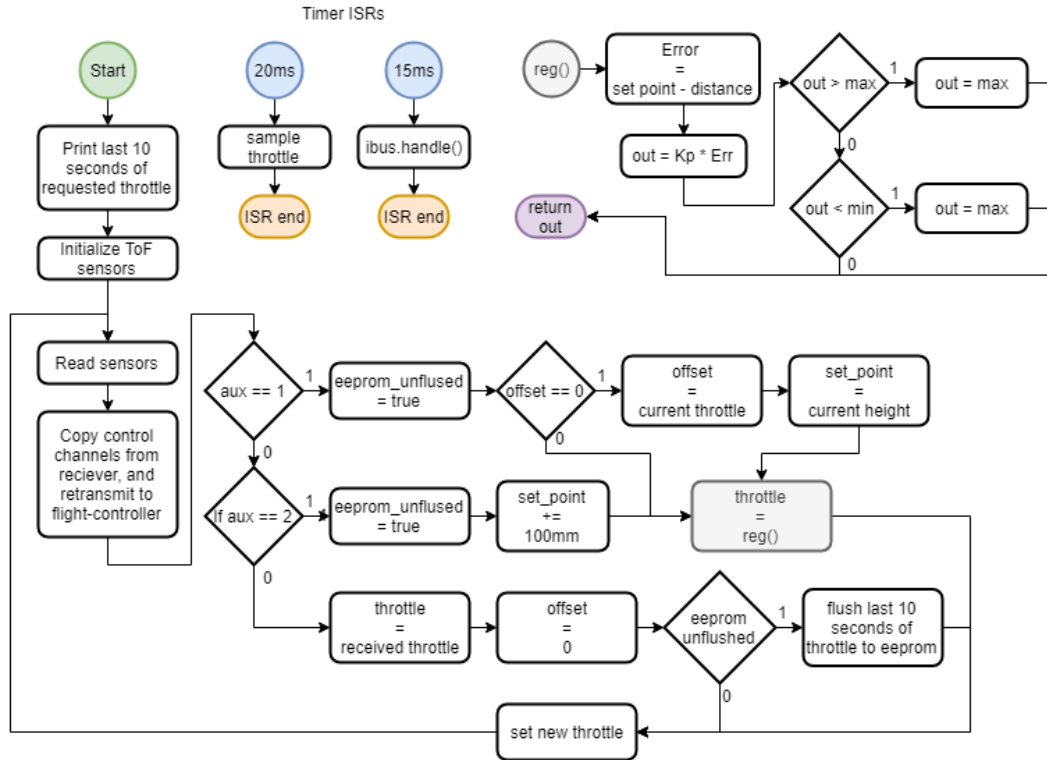 Timer ISRs
Start
20ms
15ms
reg()
Error
=
set point - distance
out > max
1
out = max
Print last 10
seconds of
requested throttle
sample
throttle
ibus.handle()
out = Kp * Err
0
ISR end
ISR end
return
out
out < min
1
out = max
0
Initialize ToF
sensors
Read sensors
aux == 1
1
eeprom_unflused
= true
offset == 0
1
offset
=
current throttle
set_point
=
current height
0
0
Copy control
channels from
reciever, and
retransmit to
flight-controller
If aux == 2
1
eeprom_unflused
= true
set_point
+=
100mm
throttle
=
reg()
0
throttle
=
received throttle
offset
=
0
eeprom
unflushed
1
flush last 10
seconds of
throttle to eeprom
0
set new throttle